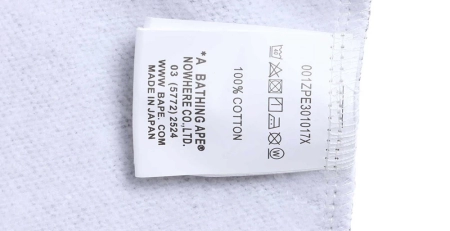 001ZPE301017X
100% COTTON
*A BATHING APE®
NOWHERE CO.,LTD.
03 (5772) 2524
WWW. BAPE. COM
MADE IN JAPAN